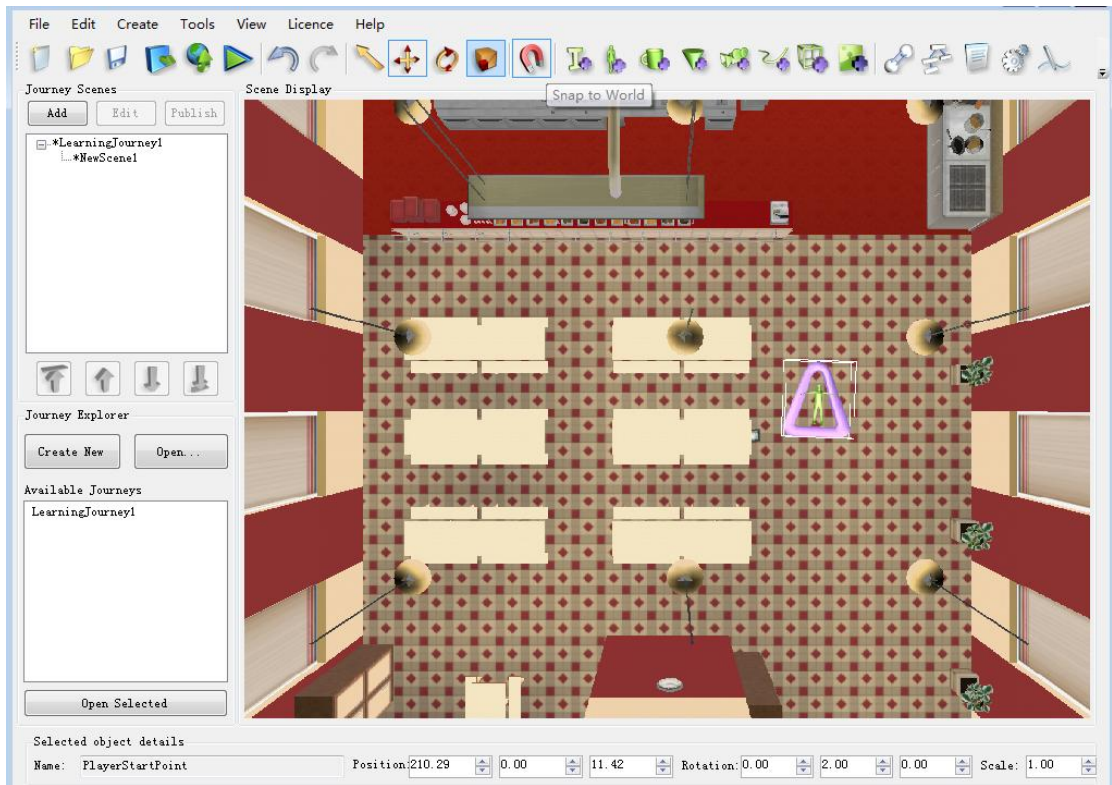 File Edit Create Tools View Licence Help
Journey Scenes
Scene Display
Add Edit Publish
Snap to World
*LearningJourney1
*NewScene1
Journey Explorer
Create New Open...
Available Journeys
LearningJourney1
Open Selected
Selected object details
Name: PlayerStartPoint Position: 210.29 0.00 11.42 Rotation: 0.00 2.00 0.00 Scale: 1.00